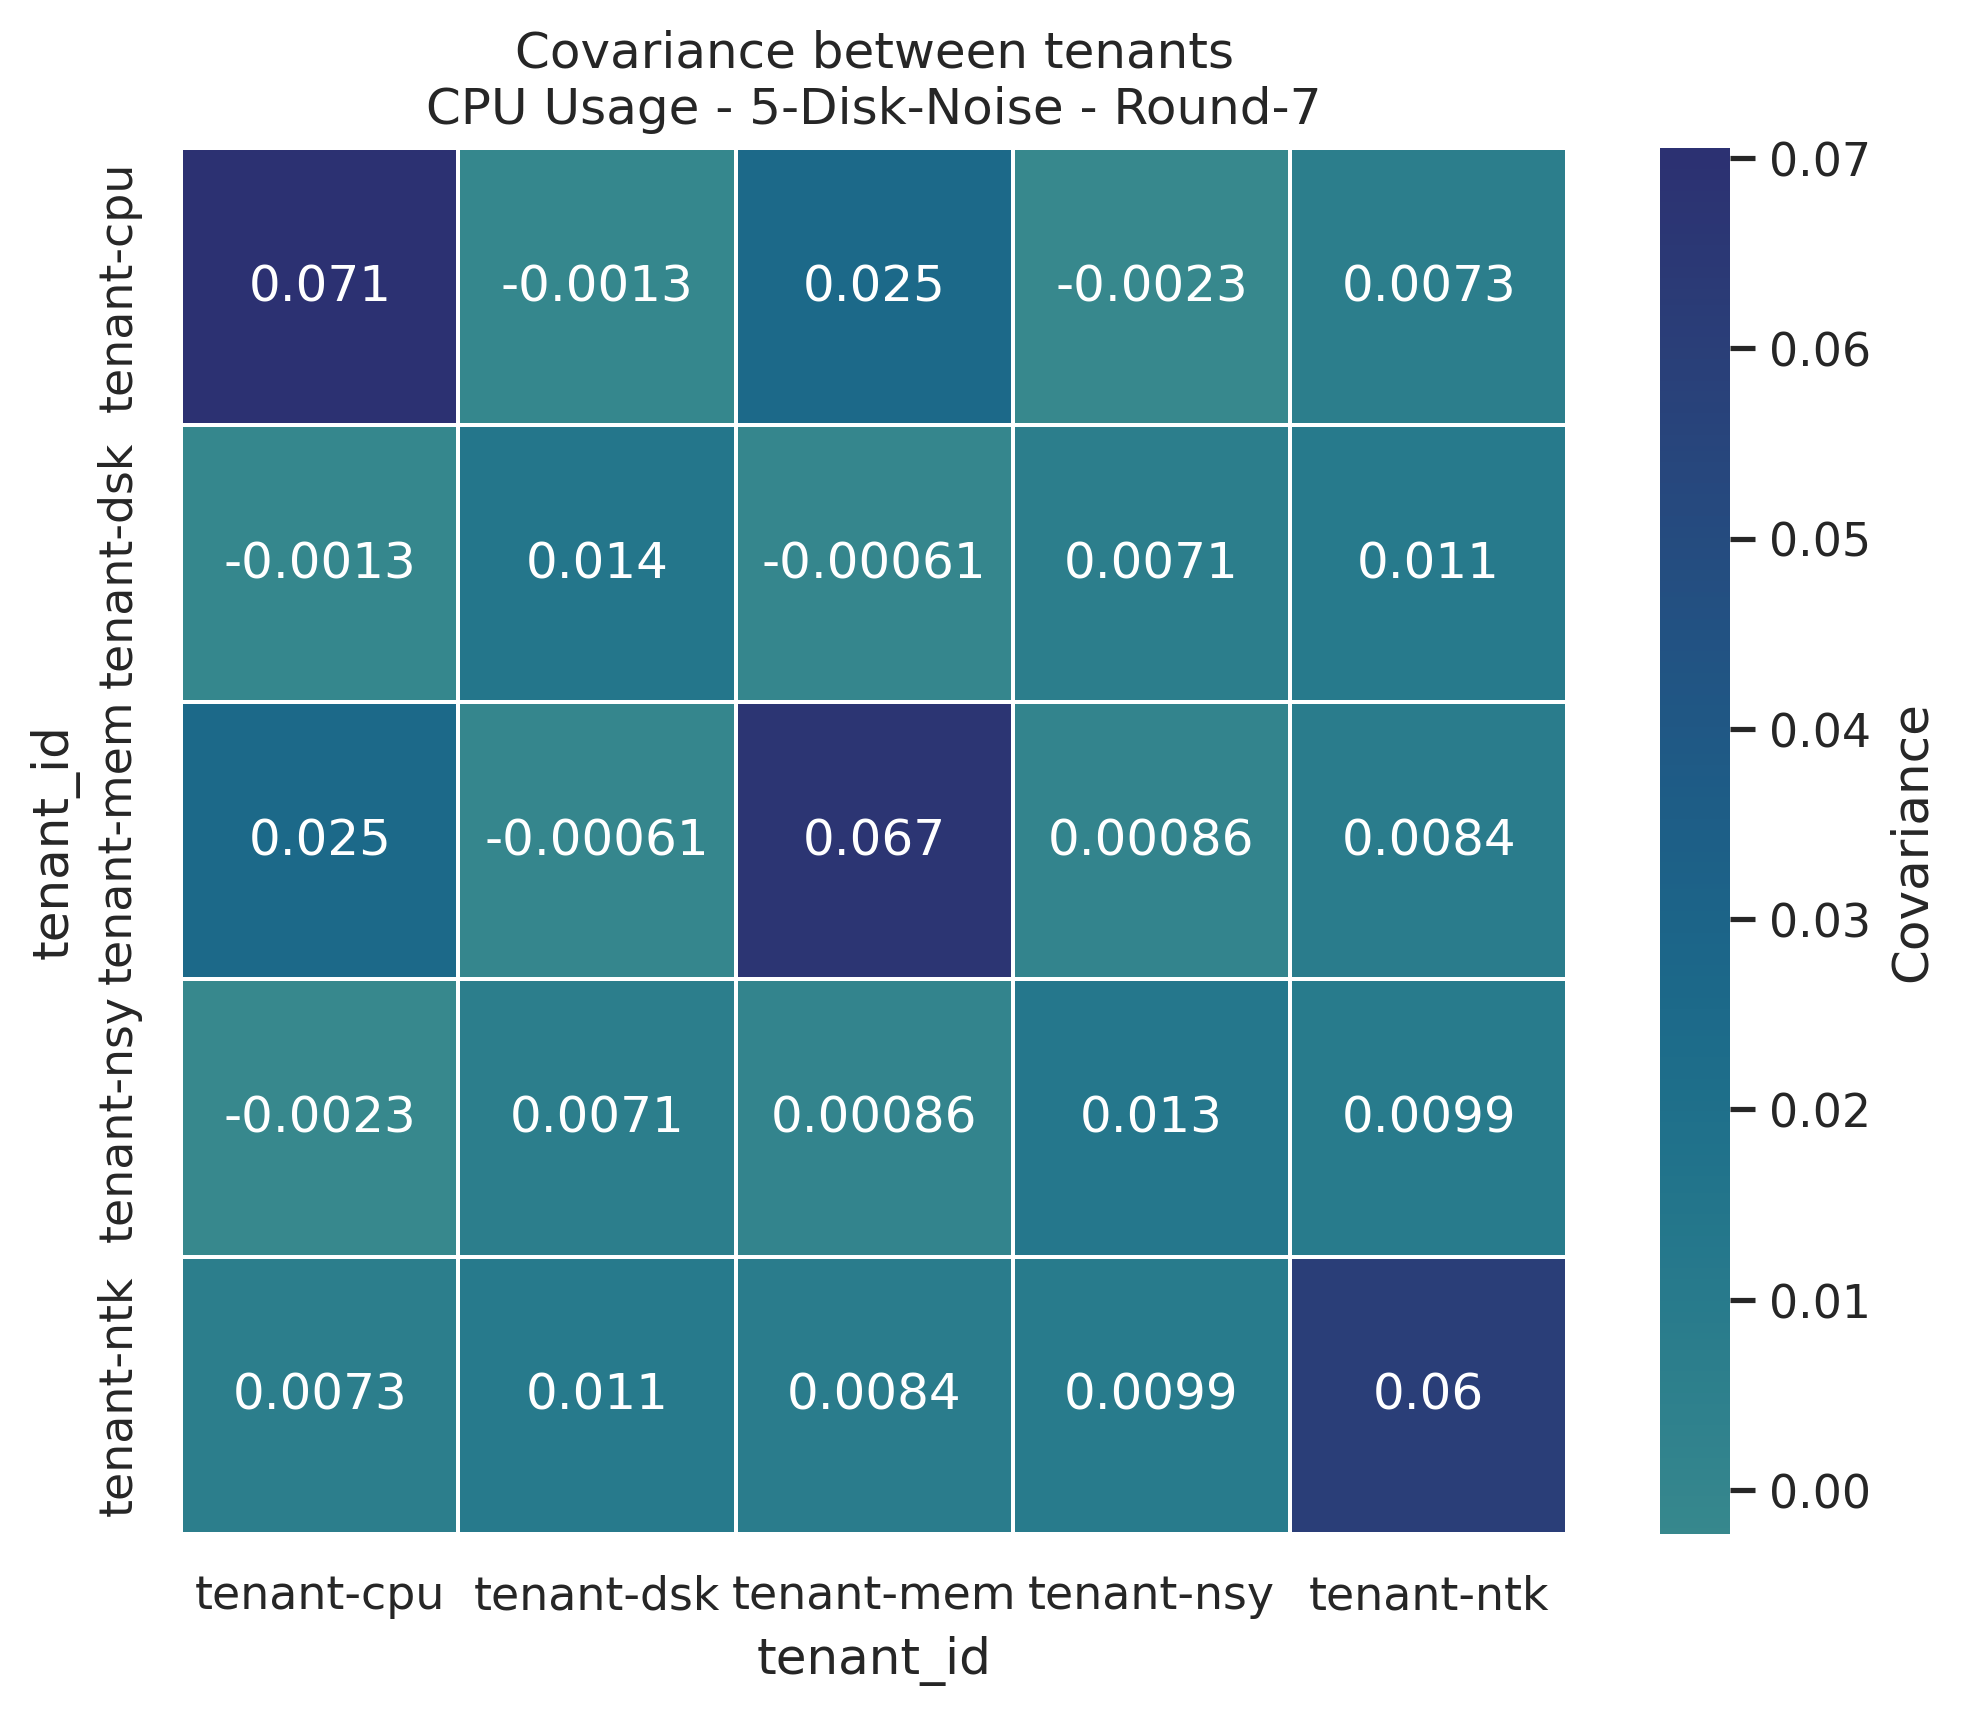 Covariance between tenants
CPU Usage - 5-Disk-Noise - Round-7
tenant_id
tenant-cpu
0.071 -0.0013 0.025 -0.0023 0.0073
tenant-dsk
-0.0013 0.014 -0.00061 0.0071 0.011
tenant-mem
0.025 -0.00061 0.067 0.00086 0.0084
tenant-nsy
-0.0023 0.0071 0.00086 0.013 0.0099
tenant-ntk
0.0073 0.011 0.0084 0.0099 0.06
tenant-cpu tenant-dsk tenant-mem tenant-nsy tenant-ntk
tenant_id
0.07
0.06
0.05
0.04
0.03
0.02
0.01
0.00
Covariance